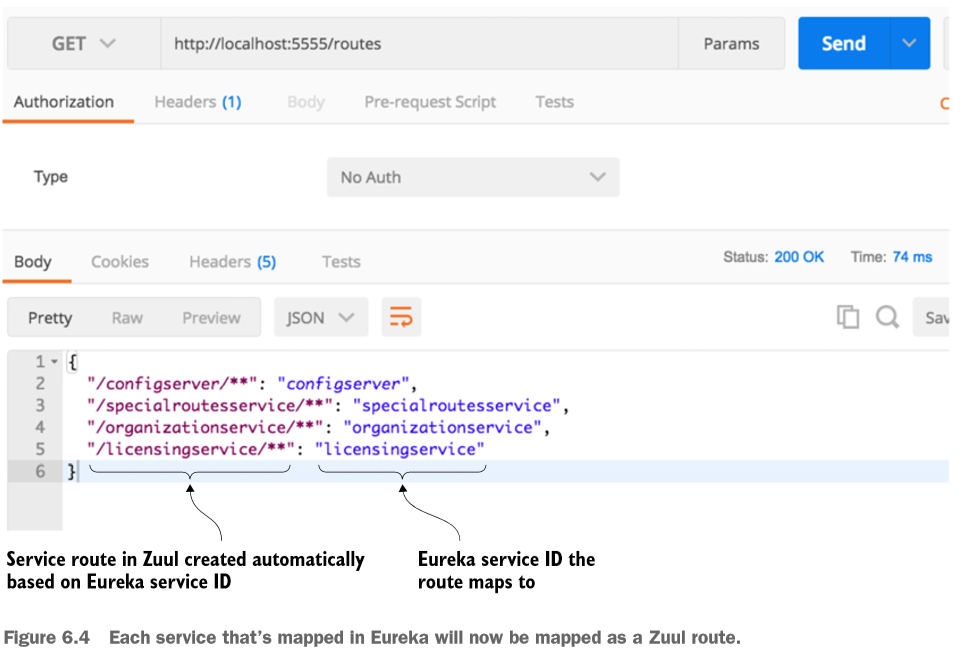 GET http://localhost:5555/routes Params Send
Authorization Headers (1) Body Pre-request Script Tests
Type No Auth
Body Cookies Headers (5) Tests Status: 200 OK Time: 74 ms
Pretty Raw Preview JSON Sav
1 {
2 "/configserver/**": "configserver",
3 "/specialroutesservice/**": "specialroutesservice",
4 "/organizationservice/**": "organizationservice",
5 "/licensingservice/**": "licensingservice"
6 }
Service route in Zuul created automatically
based on Eureka service ID
Eureka service ID the
route maps to
Figure 6.4 Each service that’s mapped in Eureka will now be mapped as a Zuul route.